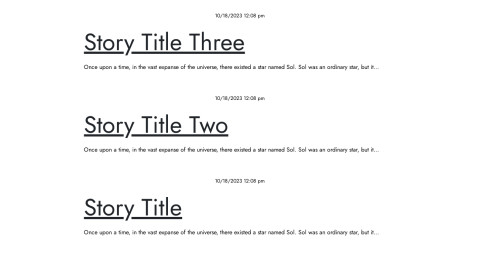 10/18/2023 12:08 pm
Story Title Three
Once upon a time, in the vast expanse of the universe, there existed a star named Sol. Sol was an ordinary star, but it...
10/18/2023 12:08 pm
Story Title Two
Once upon a time, in the vast expanse of the universe, there existed a star named Sol. Sol was an ordinary star, but it...
10/18/2023 12:08 pm
Story Title
Once upon a time, in the vast expanse of the universe, there existed a star named Sol. Sol was an ordinary star, but it...